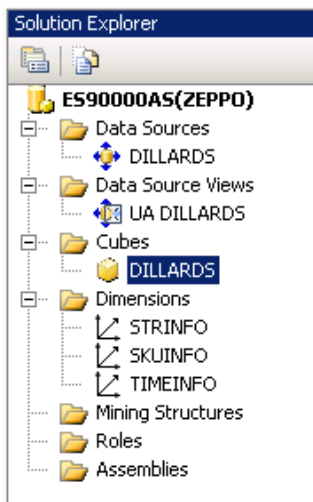 Solution Explorer
ES90000AS(ZEPPO)
Data Sources
DILLARDS
Data Source Views
UA DILLARDS
Cubes
DILLARDS
Dimensions
STRINFO
SKUINFO
TIMEINFO
Mining Structures
Roles
Assemblies